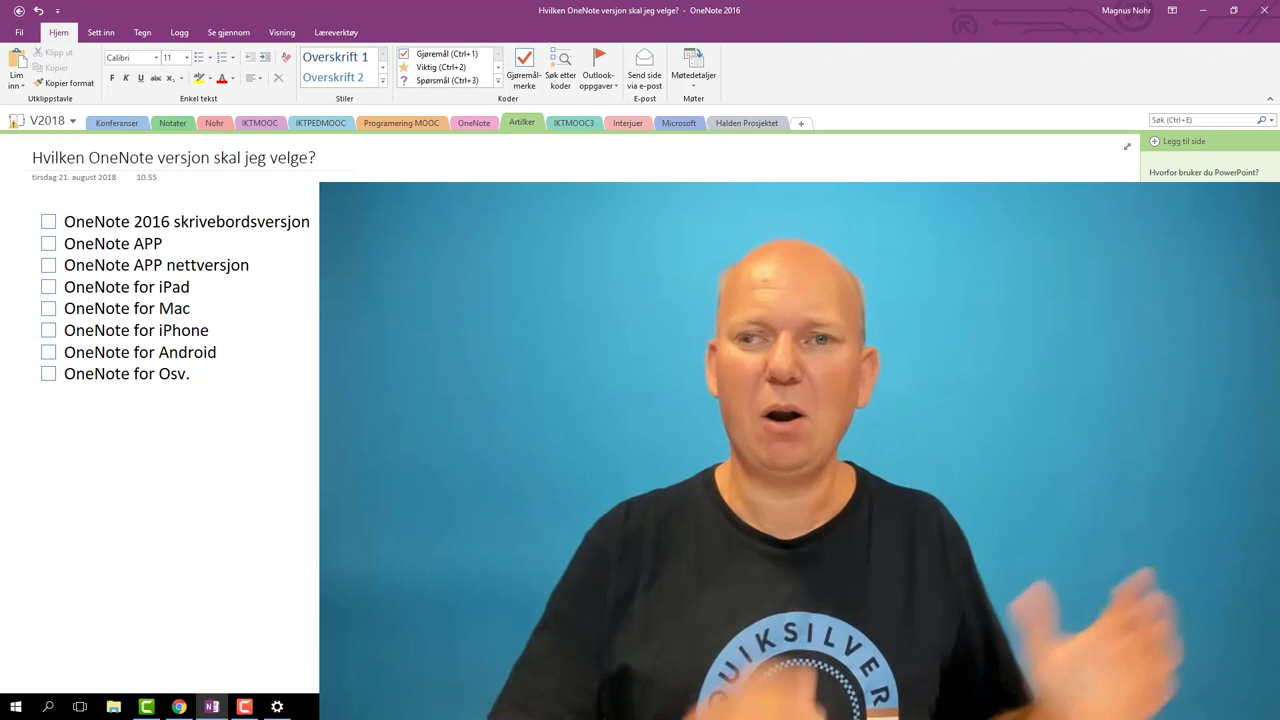 Hvilken OneNote versjon skal jeg velge? - OneNote 2016
Magnus Nohr
Fil Hjem Sett inn Tegn Logg Se gjennom Visning Læreverktøy
Lim inn
Klipp ut
Kopier
Kopier format
Utklippstavle
Calibri 11
F K U abc x A
Enkel tekst
Overskrift 1
Overskrift 2
Stiler
Gjøremål (Ctrl+1)
Viktig (Ctrl+2)
Spørsmål (Ctrl+3)
Gjøremål-merke
Søk etter koder
Outlook-oppgaver
Koder
Send side via e-post
E-post
Møtedetaljer
Møter
V2018 Konferanser Notater Nohr IKTMOOC IKTPEDMOOC Programering MOOC OneNote Artilker IKTMOOC3 Interjuer Microsoft Halden Prosjektet
Søk (Ctrl+E)
Legg til side
Hvorfor bruker du PowerPoint?
Hvilken OneNote versjon skal jeg velge?
tirsdag 21. august 2018 10.55
OneNote 2016 skrivebordsversjon
OneNote APP
OneNote APP nettversjon
OneNote for iPad
OneNote for Mac
OneNote for iPhone
OneNote for Android
OneNote for Osv.
QUIKSILVER